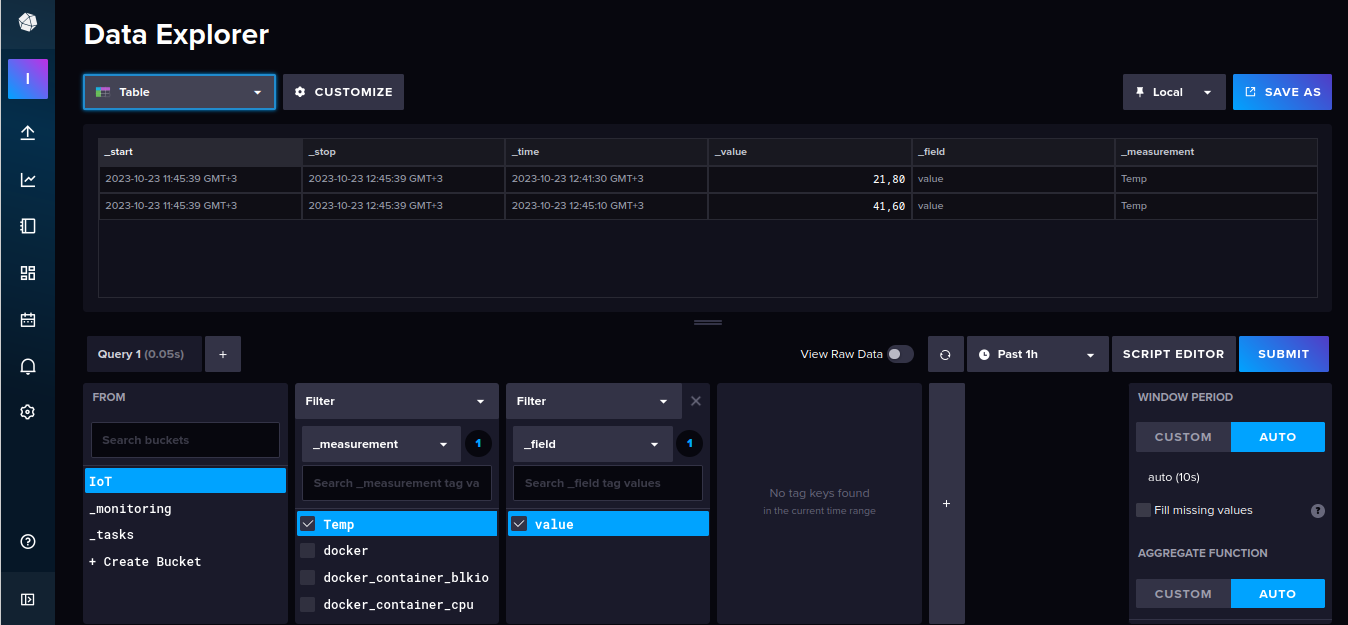 Data Explorer
I
Table
CUSTOMIZE
Local
SAVE AS
_start _stop _time _value _field _measurement
2023-10-23 11:45:39 GMT+3 2023-10-23 12:45:39 GMT+3 2023-10-23 12:41:30 GMT+3 21,80 value Temp
2023-10-23 11:45:39 GMT+3 2023-10-23 12:45:39 GMT+3 2023-10-23 12:45:10 GMT+3 41,60 value Temp
Query 1 (0.05s)
+
View Raw Data
Past 1h
SCRIPT EDITOR
SUBMIT
FROM
Search buckets
IoT
_monitoring
_tasks
+ Create Bucket
Filter
_measurement
1
Search _measurement tag va
Temp
docker
docker_container_blkio
docker_container_cpu
Filter
_field
1
Search _field tag values
value
No tag keys found
in the current time range
+
WINDOW PERIOD
CUSTOM
AUTO
auto (10s)
Fill missing values
?
AGGREGATE FUNCTION
CUSTOM
AUTO